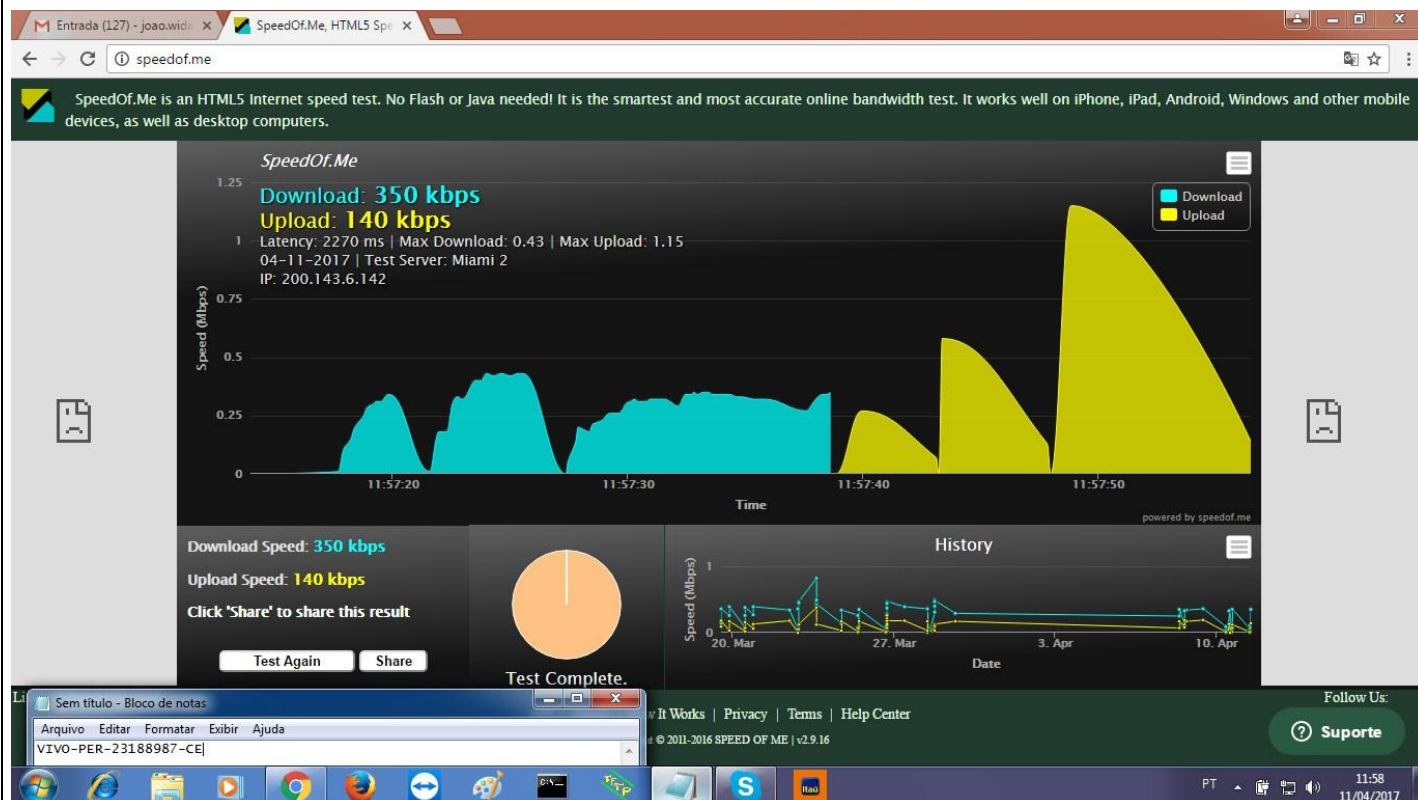 Entrada (127) - joao.wid
SpeedOf.Me, HTML5 Spe
speedof.me
SpeedOf.Me is an HTML5 Internet speed test. No Flash or Java needed! It is the smartest and most accurate online bandwidth test. It works well on iPhone, iPad, Android, Windows and other mobile
devices, as well as desktop computers.
SpeedOf.Me
Download: 350 kbps
Upload: 140 kbps
Latency: 2270 ms | Max Download: 0.43 | Max Upload: 1.15
04-11-2017 | Test Server: Miami 2
IP: 200.143.6.142
Download
Upload
Speed (Mbps)
1.25
1
0.75
0.5
0.25
0
11:57:20
11:57:30
11:57:40
11:57:50
Time
powered by speedof.me
Download Speed: 350 kbps
Upload Speed: 140 kbps
Click 'Share' to share this result
Test Again
Share
Test Complete.
History
Speed (Mbps)
1
0
20. Mar
27. Mar
3. Apr
10. Apr
Date
Li
w It Works | Privacy | Terms | Help Center
t © 2011-2016 SPEED OF ME | v2.9.16
Follow Us:
Suporte
Sem título - Bloco de notas
Arquivo Editar Formatar Exibir Ajuda
VIVO-PER-23188987-CE
C:\_
TFTP
S
Itaú
PT
11:58
11/04/2017